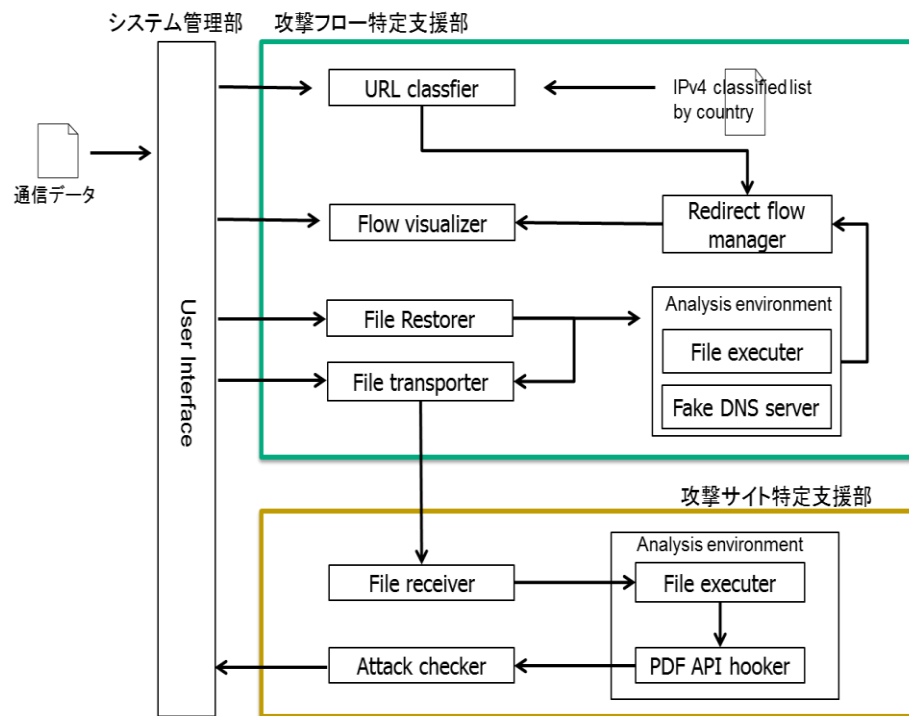 システム管理部
攻撃フロー特定支援部
URL classfier
IPv4 classified list
by country
通信データ
Flow visualizer
Redirect flow
manager
User Interface
Analysis environment
File Restorer
File executer
File transporter
Fake DNS server
攻撃サイト特定支援部
Analysis environment
File receiver
File executer
Attack checker
PDF API hooker